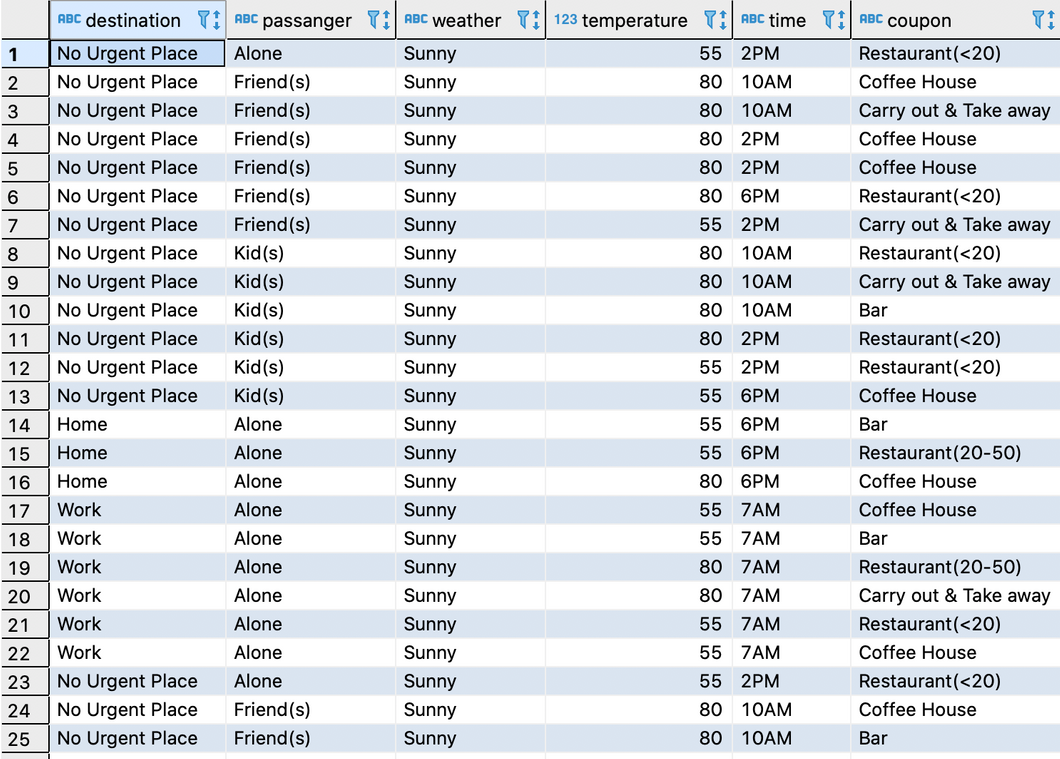 ABC destination ABC passanger ABC weather 123 temperature ABC time ABC coupon
1 No Urgent Place Alone Sunny 55 2PM Restaurant(<20)
2 No Urgent Place Friend(s) Sunny 80 10AM Coffee House
3 No Urgent Place Friend(s) Sunny 80 10AM Carry out & Take away
4 No Urgent Place Friend(s) Sunny 80 2PM Coffee House
5 No Urgent Place Friend(s) Sunny 80 2PM Coffee House
6 No Urgent Place Friend(s) Sunny 80 6PM Restaurant(<20)
7 No Urgent Place Friend(s) Sunny 55 2PM Carry out & Take away
8 No Urgent Place Kid(s) Sunny 80 10AM Restaurant(<20)
9 No Urgent Place Kid(s) Sunny 80 10AM Carry out & Take away
10 No Urgent Place Kid(s) Sunny 80 10AM Bar
11 No Urgent Place Kid(s) Sunny 80 2PM Restaurant(<20)
12 No Urgent Place Kid(s) Sunny 55 2PM Restaurant(<20)
13 No Urgent Place Kid(s) Sunny 55 6PM Coffee House
14 Home Alone Sunny 55 6PM Bar
15 Home Alone Sunny 55 6PM Restaurant(20-50)
16 Home Alone Sunny 80 6PM Coffee House
17 Work Alone Sunny 55 7AM Coffee House
18 Work Alone Sunny 55 7AM Bar
19 Work Alone Sunny 80 7AM Restaurant(20-50)
20 Work Alone Sunny 80 7AM Carry out & Take away
21 Work Alone Sunny 55 7AM Restaurant(<20)
22 Work Alone Sunny 55 7AM Coffee House
23 No Urgent Place Alone Sunny 55 2PM Restaurant(<20)
24 No Urgent Place Friend(s) Sunny 80 10AM Coffee House
25 No Urgent Place Friend(s) Sunny 80 10AM Bar